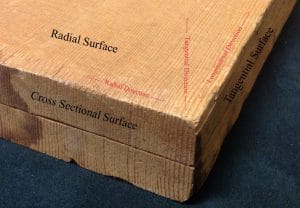 Radial Surface
Tangential Direction
Longitudinal Direction
Radial Direction
Cross Sectional Surface
Tangential Surface